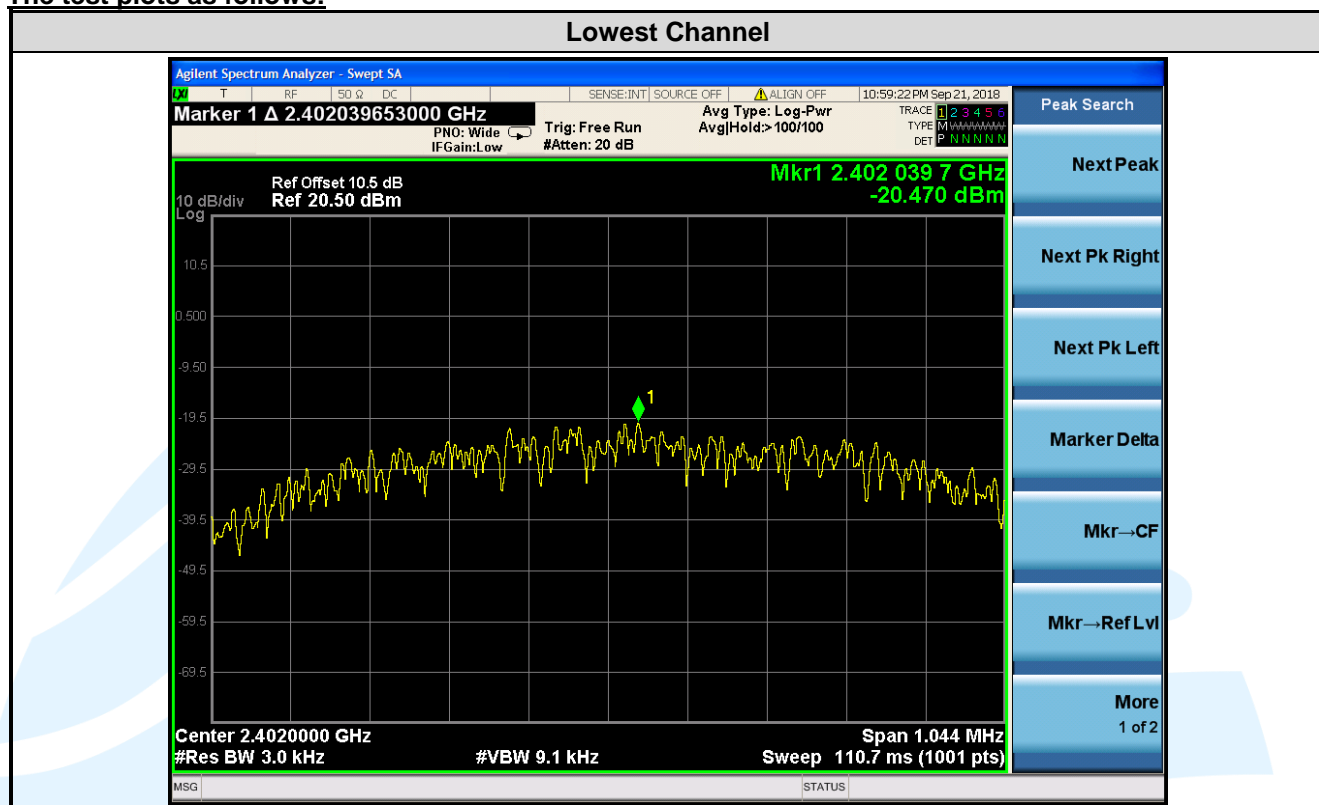 The test plots as follows:
Lowest Channel
Agilent Spectrum Analyzer - Swept SA
LXI T RF 50 Ω DC SENSE:INT SOURCE OFF ALIGN OFF 10:59:22 PM Sep 21, 2018
Marker 1 Δ 2.402039653000 GHz
PNO: Wide
IFGain:Low
Trig: Free Run
#Atten: 20 dB
Avg Type: Log-Pwr
Avg|Hold:> 100/100
TRACE 1 2 3 4 5 6
TYPE M WWWWW
DET P N N N N N
Peak Search
Next Peak
Next Pk Right
Next Pk Left
Marker Delta
Mkr→CF
Mkr→Ref Lvl
More
1 of 2
Mkr1 2.402 039 7 GHz
-20.470 dBm
Ref Offset 10.5 dB
10 dB/div Ref 20.50 dBm
Log
10.5
0.500
-9.50
1
-19.5
-29.5
-39.5
-49.5
-59.5
-69.5
Center 2.4020000 GHz Span 1.044 MHz
#Res BW 3.0 kHz #VBW 9.1 kHz Sweep 110.7 ms (1001 pts)
MSG STATUS